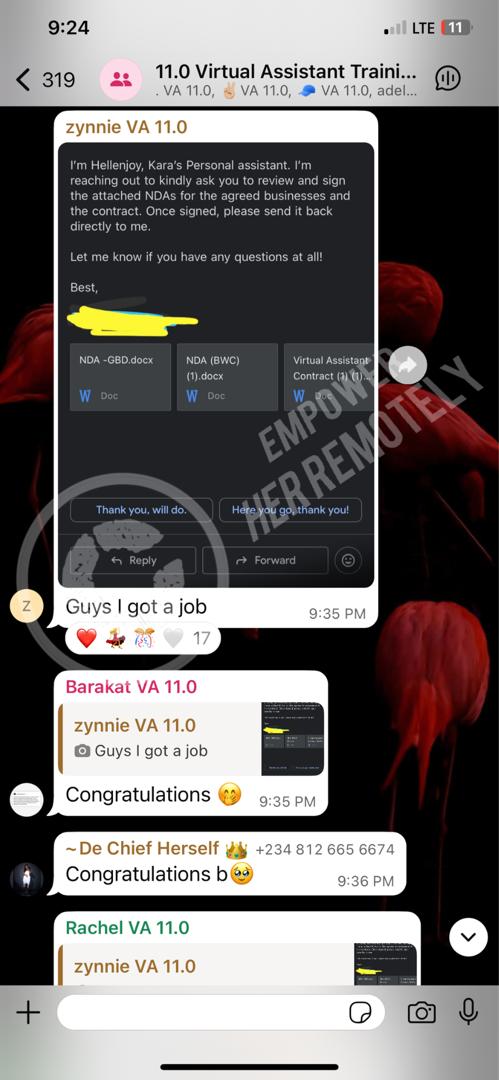 9:24
LTE
11
319
11.0 Virtual Assistant Traini...
. VA 11.0, ✌🏼 VA 11.0, 🧢 VA 11.0, adel...
zynnie VA 11.0
I'm Hellenjoy, Kara's Personal assistant. I'm
reaching out to kindly ask you to review and sign
the attached NDAs for the agreed businesses and
the contract. Once signed, please send it back
directly to me.
Let me know if you have any questions at all!
Best,
NDA -GBD.docx
W Doc
NDA (BWC)
(1).docx
W Doc
Virtual Assistant
Contract (1) (1)...
W Doc
EMPOWER
HERREMOTELY
Thank you, will do.
Here you go, thank you!
Reply
Forward
Z
Guys I got a job
9:35 PM
❤️ 💃 🎊 🤍 17
Barakat VA 11.0
zynnie VA 11.0
Guys I got a job
Congratulations 🤭
9:35 PM
~De Chief Herself 👑 +234 812 665 6674
Congratulations b🥹
9:36 PM
Rachel VA 11.0
zynnie VA 11.0